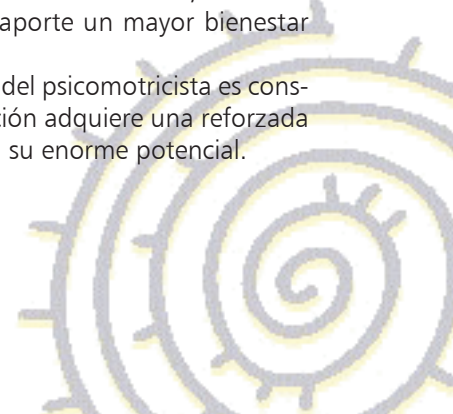 aporte un mayor bienestar
del psicomotricista es cons-
ción adquiere una reforzada
su enorme potencial.